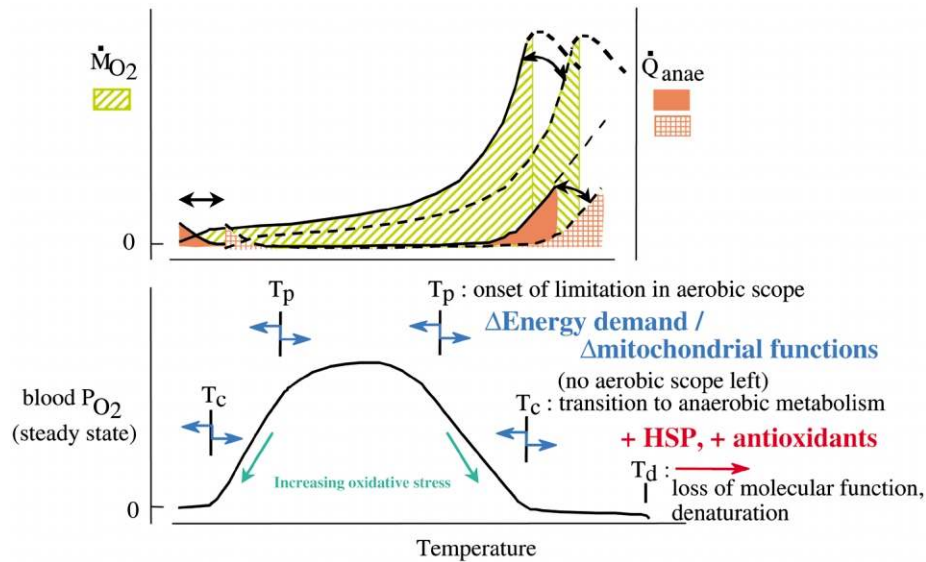 ṀO2
Q̇anae
0
Tp
Tp : onset of limitation in aerobic scope
ΔEnergy demand /
Δmitochondrial functions
(no aerobic scope left)
Tc
Tc : transition to anaerobic metabolism
+ HSP, + antioxidants
blood PO2
(steady state)
Increasing oxidative stress
Td :
loss of molecular function,
denaturation
0
Temperature